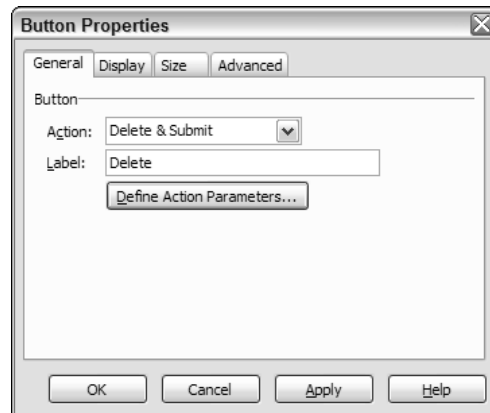 Button Properties
General Display Size Advanced
Button
Action: Delete & Submit
Label: Delete
Define Action Parameters...
OK Cancel Apply Help